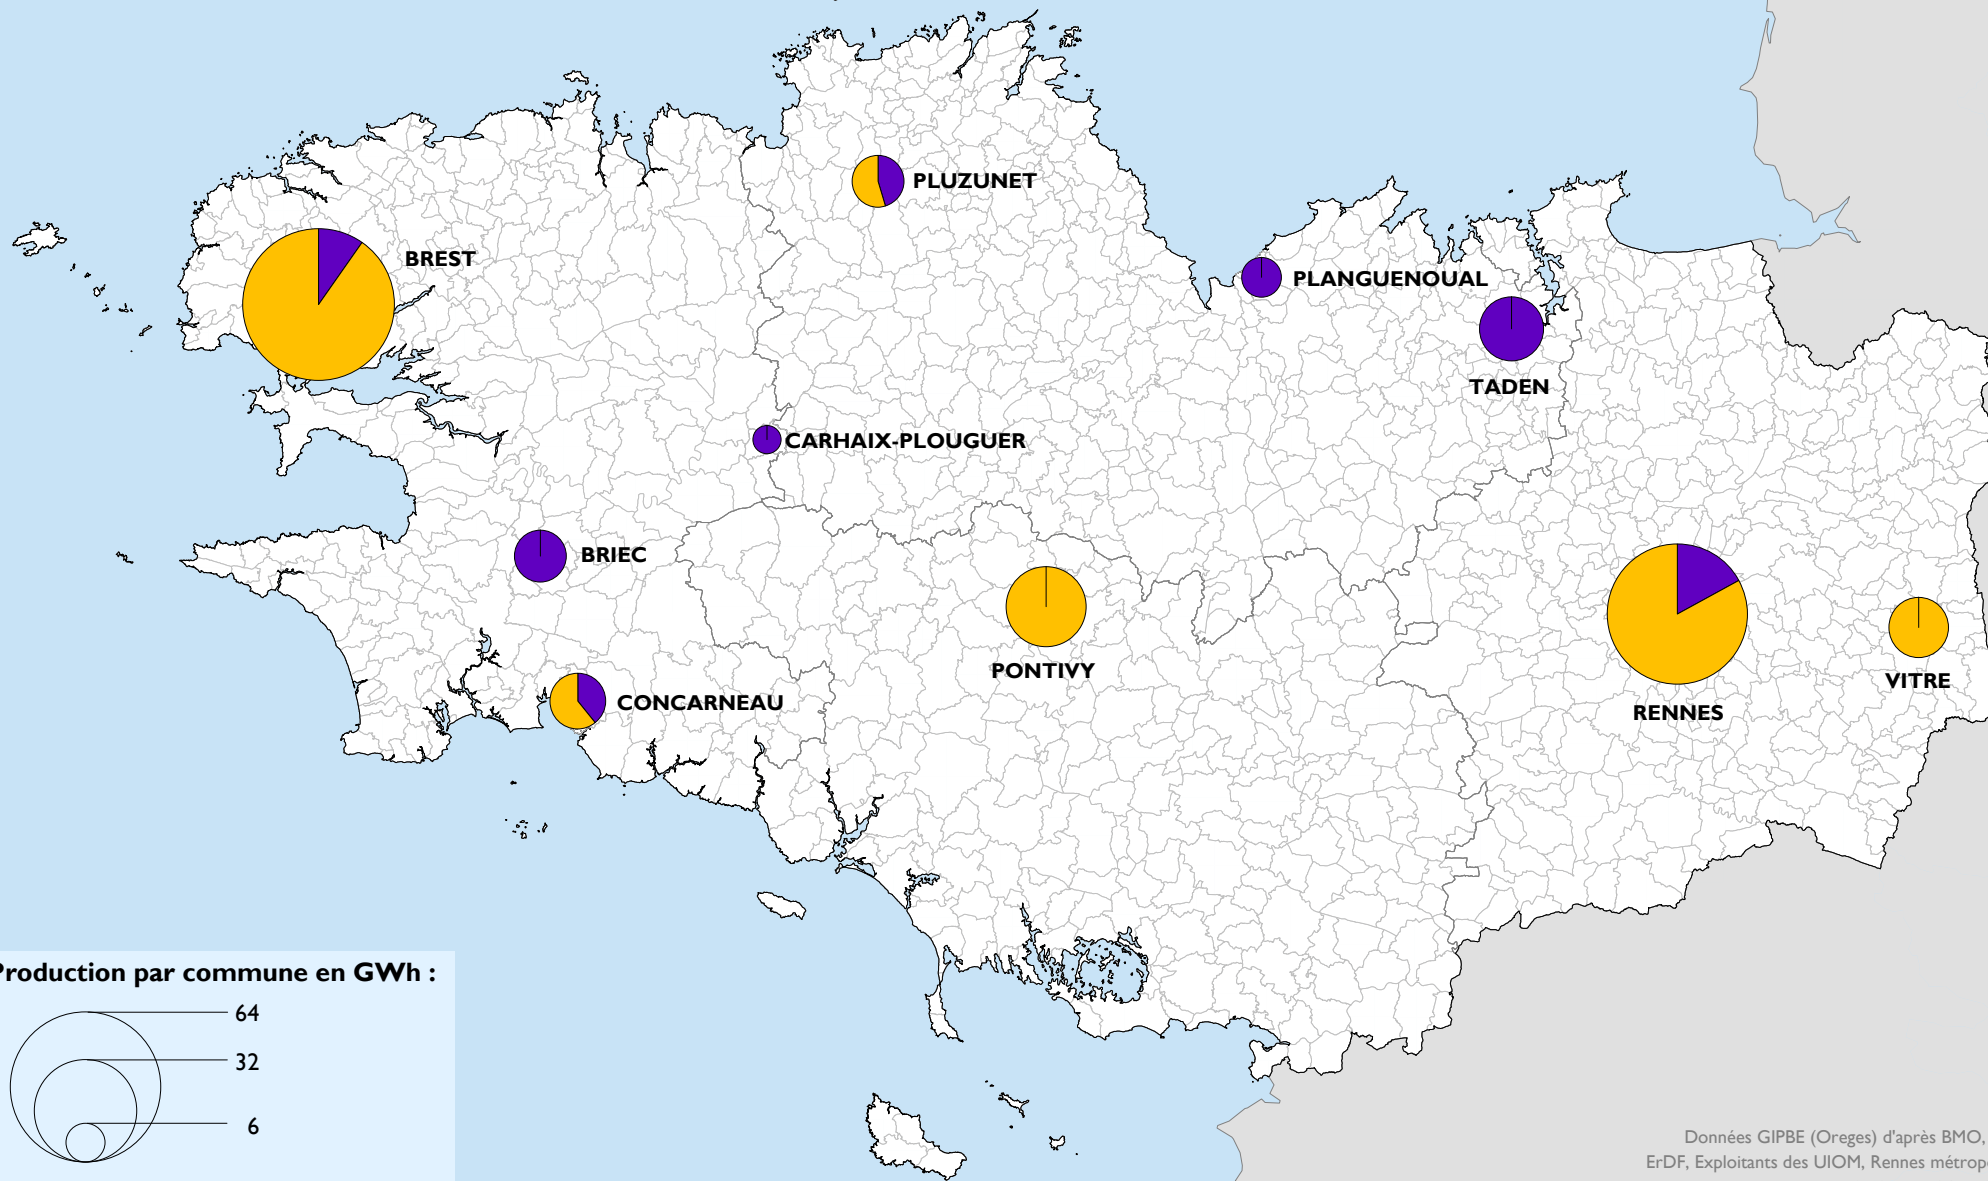 PLUZUNET
BREST
PLANGUENOUAL
TADEN
CARHAIX-PLOUGUER
BRIEC
PONTIVY
CONCARNEAU
VITRE
RENNES
Production par commune en GWh :
64
32
6
Données GIPBE (Oreges) d'après BMO,
ErDF, Exploitants des UIOM, Rennes métrop